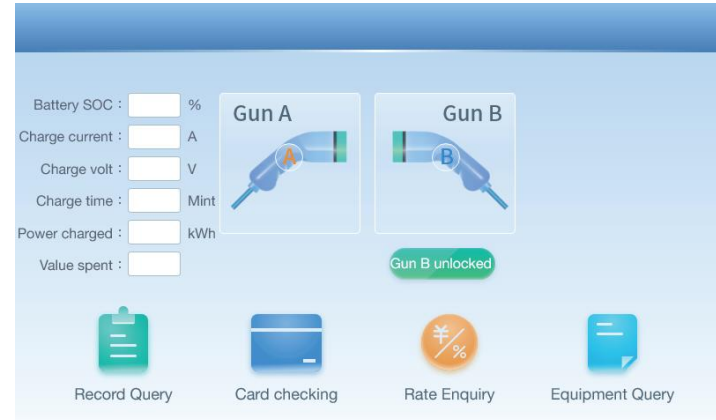 Battery SOC : %
Charge current : A
Charge volt : V
Charge time : Mint
Power charged : kWh
Value spent :
Gun A
A
Gun B
B
Gun B unlocked
¥/%
Record Query
Card checking
Rate Enquiry
Equipment Query